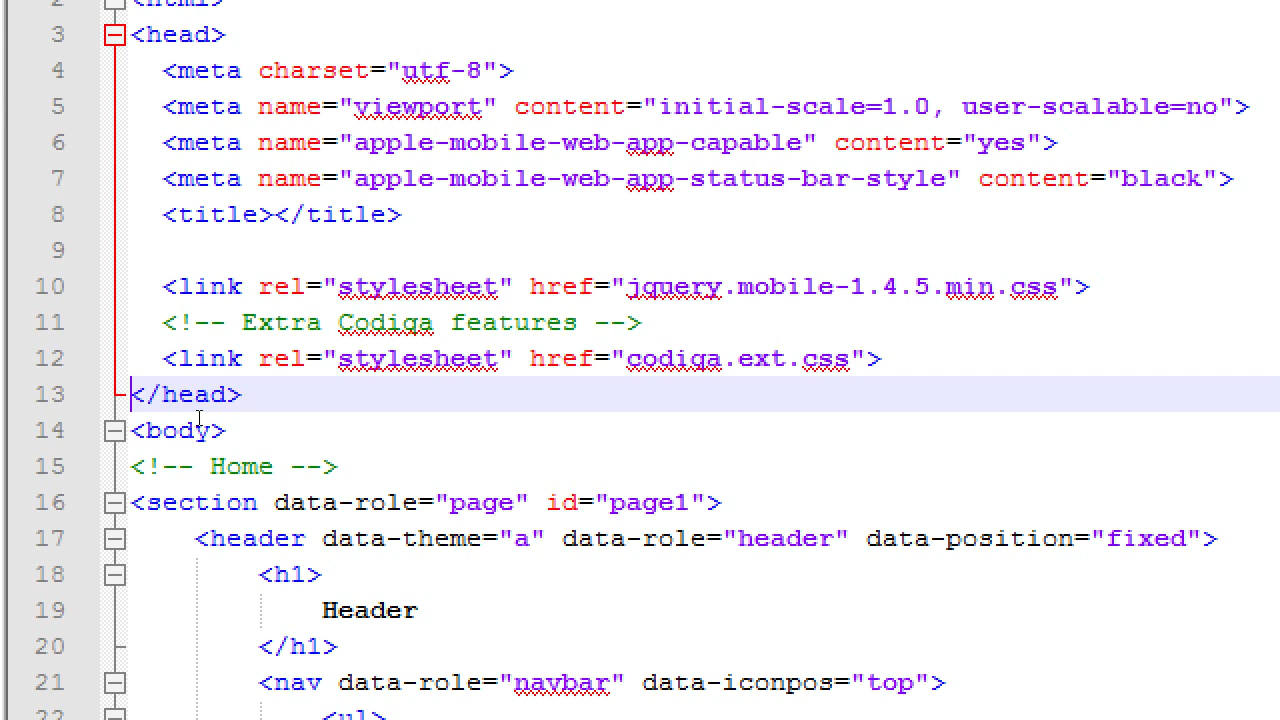 2 <html>
3 <head>
4 <meta charset="utf-8">
5 <meta name="viewport" content="initial-scale=1.0, user-scalable=no">
6 <meta name="apple-mobile-web-app-capable" content="yes">
7 <meta name="apple-mobile-web-app-status-bar-style" content="black">
8 <title></title>
9
10 <link rel="stylesheet" href="jquery.mobile-1.4.5.min.css">
11 <!-- Extra Codiqa features -->
12 <link rel="stylesheet" href="codiqa.ext.css">
13 </head>
14 <body>
15 <!-- Home -->
16 <section data-role="page" id="page1">
17 <header data-theme="a" data-role="header" data-position="fixed">
18 <h1>
19 Header
20 </h1>
21 <nav data-role="navbar" data-iconpos="top">
22 <ul>